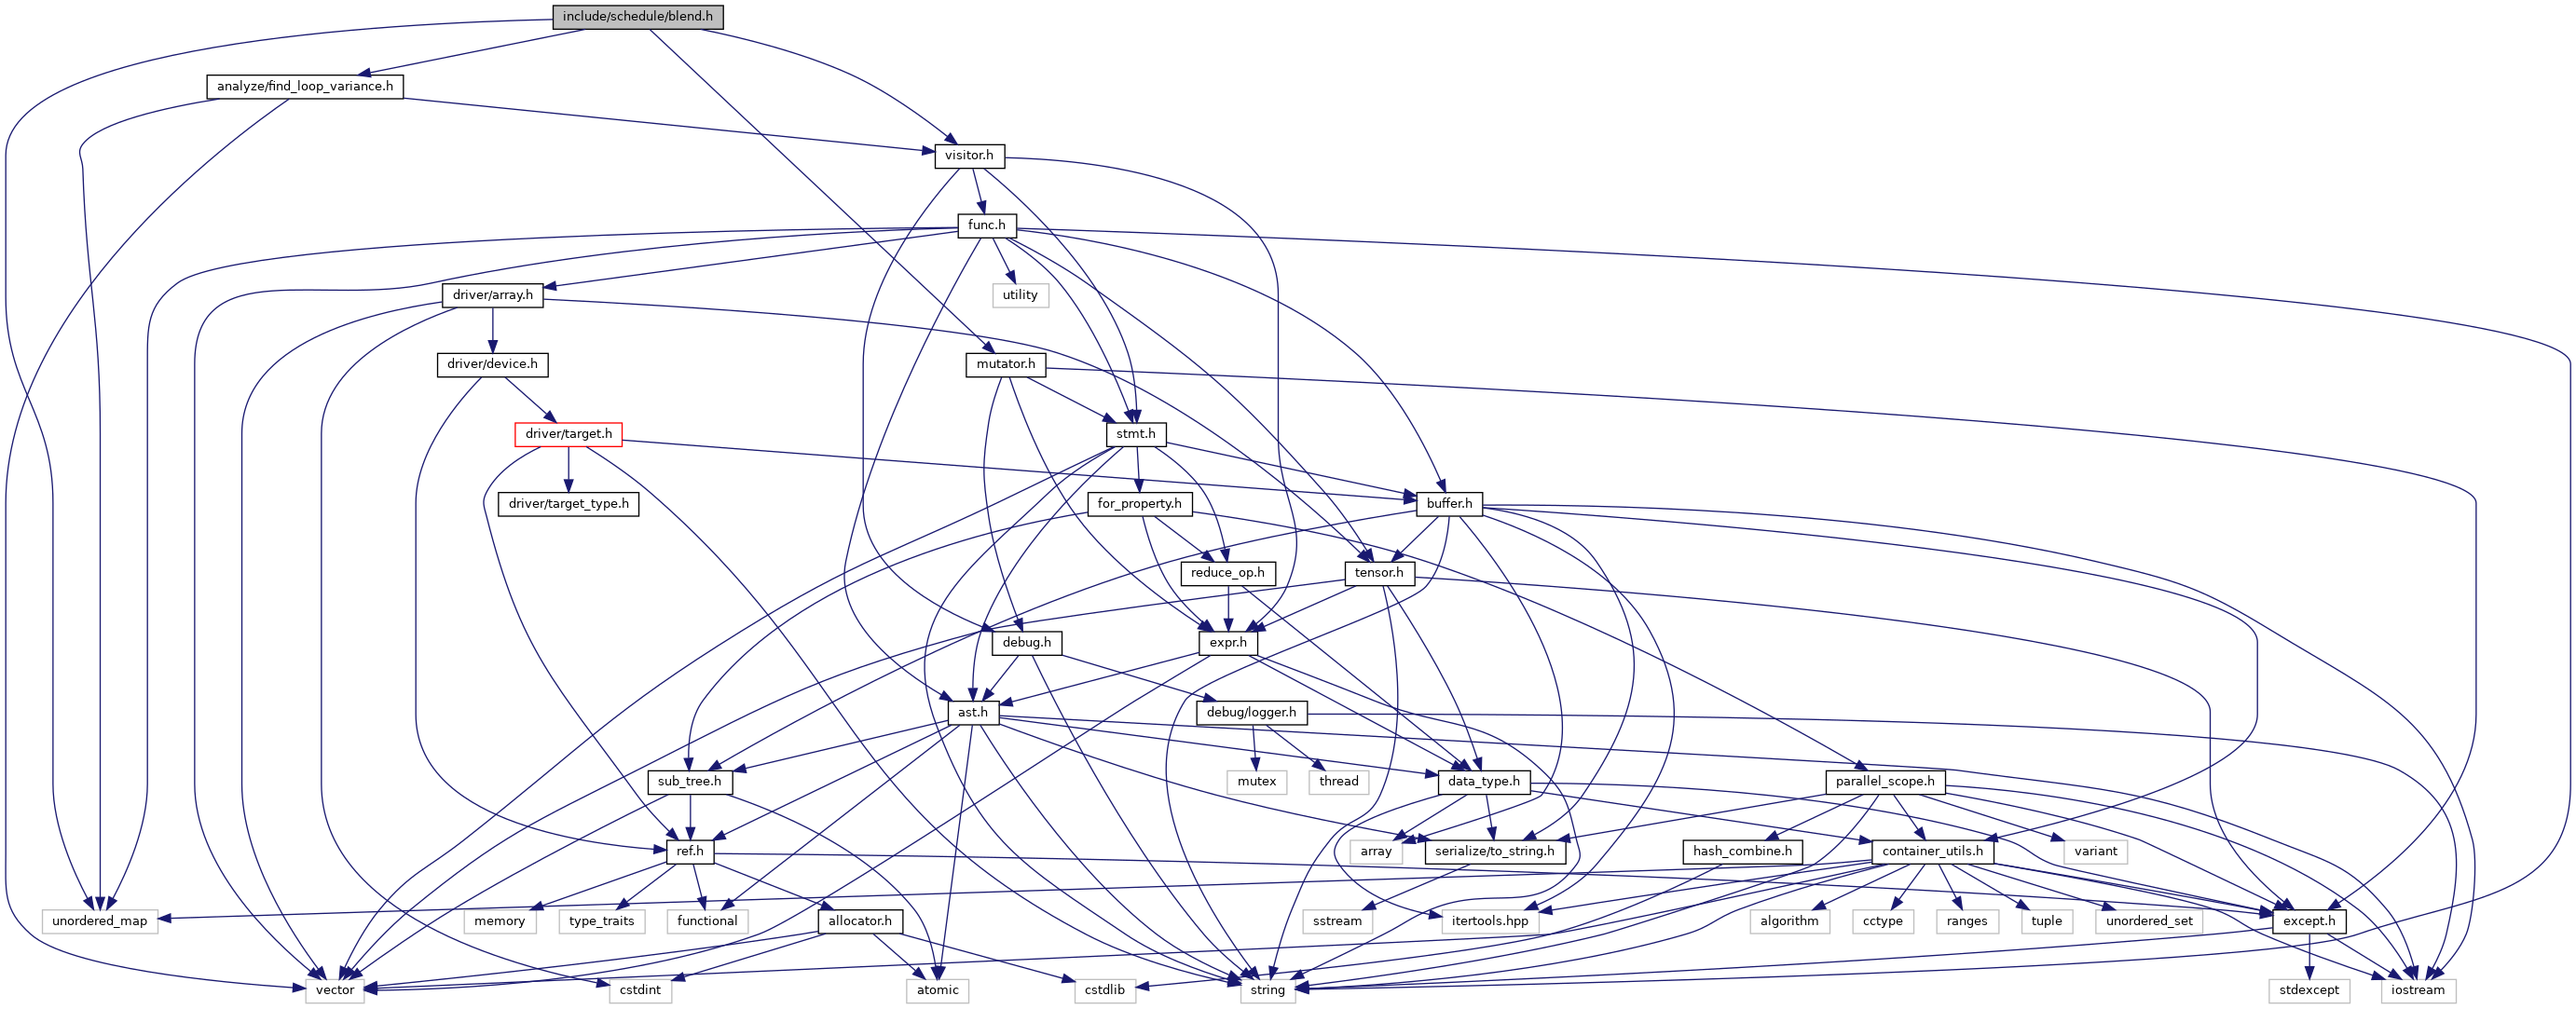 include/schedule/blend.h
analyze/find_loop_variance.h
visitor.h
func.h
driver/array.h
utility
driver/device.h
mutator.h
driver/target.h
stmt.h
driver/target_type.h
for_property.h
buffer.h
reduce_op.h
tensor.h
debug.h
expr.h
ast.h
debug/logger.h
sub_tree.h
mutex
thread
data_type.h
parallel_scope.h
ref.h
array
serialize/to_string.h
hash_combine.h
container_utils.h
variant
unordered_map
memory
type_traits
functional
allocator.h
sstream
itertools.hpp
algorithm
cctype
ranges
tuple
unordered_set
except.h
vector
cstdint
atomic
cstdlib
string
stdexcept
iostream